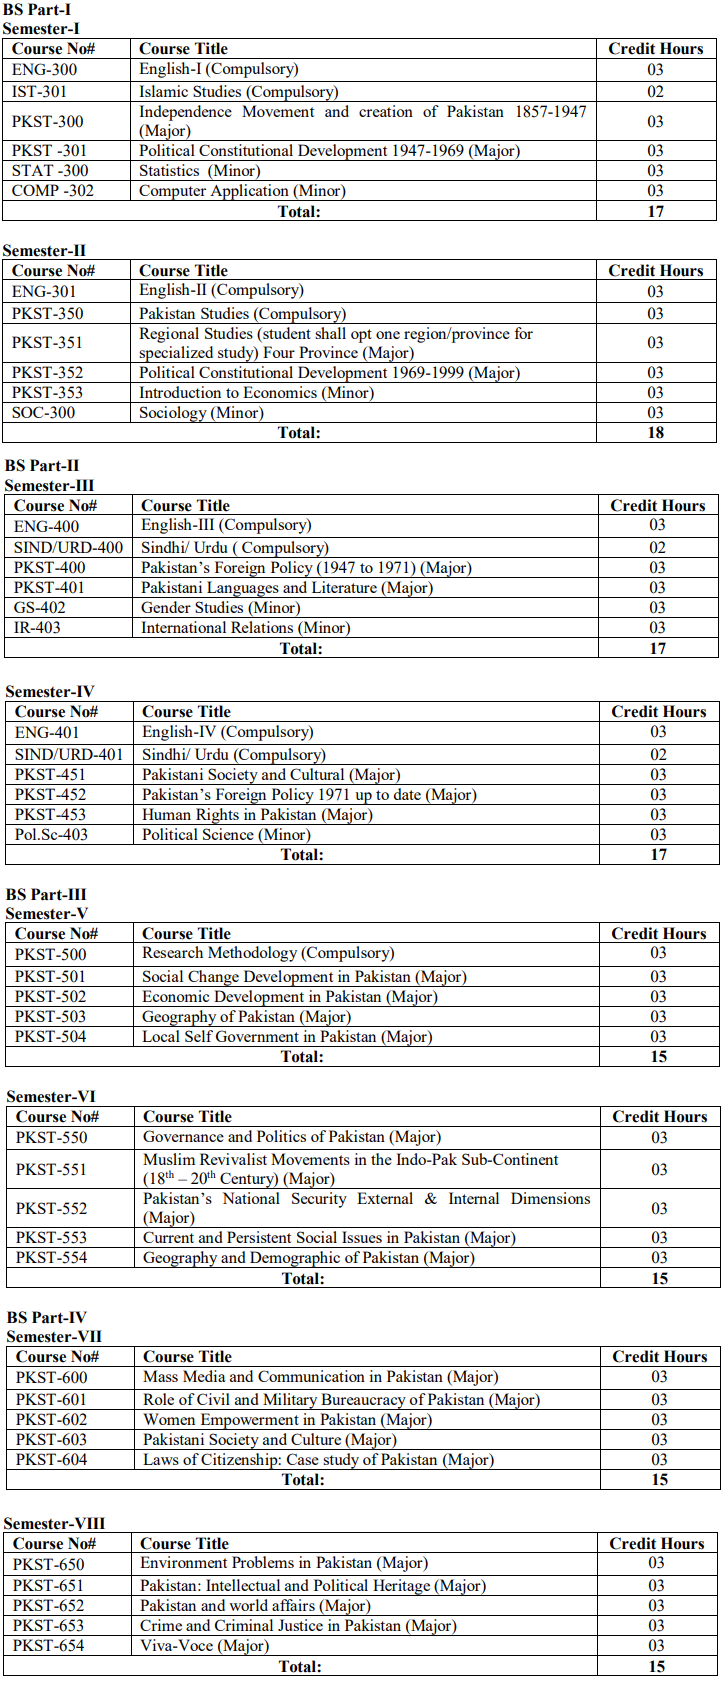 BS Part-I
Semester-I
Course No# Course Title Credit Hours
ENG-300 English-I (Compulsory) 03
IST-301 Islamic Studies (Compulsory) 02
PKST-300 Independence Movement and creation of Pakistan 1857-1947 03
(Major)
PKST -301 Political Constitutional Development 1947-1969 (Major) 03
STAT -300 Statistics (Minor) 03
COMP -302 Computer Application (Minor) 03
Total: 17
Semester-II
Course No# Course Title Credit Hours
ENG-301 English-II (Compulsory) 03
PKST-350 Pakistan Studies (Compulsory) 03
PKST-351 Regional Studies (student shall opt one region/province for 03
specialized study) Four Province (Major)
PKST-352 Political Constitutional Development 1969-1999 (Major) 03
PKST-353 Introduction to Economics (Minor) 03
SOC-300 Sociology (Minor) 03
Total: 18
BS Part-II
Semester-III
Course No# Course Title Credit Hours
ENG-400 English-III (Compulsory) 03
SIND/URD-400 Sindhi/ Urdu ( Compulsory) 02
PKST-400 Pakistan’s Foreign Policy (1947 to 1971) (Major) 03
PKST-401 Pakistani Languages and Literature (Major) 03
GS-402 Gender Studies (Minor) 03
IR-403 International Relations (Minor) 03
Total: 17
Semester-IV
Course No# Course Title Credit Hours
ENG-401 English-IV (Compulsory) 03
SIND/URD-401 Sindhi/ Urdu (Compulsory) 02
PKST-451 Pakistani Society and Cultural (Major) 03
PKST-452 Pakistan’s Foreign Policy 1971 up to date (Major) 03
PKST-453 Human Rights in Pakistan (Major) 03
Pol.Sc-403 Political Science (Minor) 03
Total: 17
BS Part-III
Semester-V
Course No# Course Title Credit Hours
PKST-500 Research Methodology (Compulsory) 03
PKST-501 Social Change Development in Pakistan (Major) 03
PKST-502 Economic Development in Pakistan (Major) 03
PKST-503 Geography of Pakistan (Major) 03
PKST-504 Local Self Government in Pakistan (Major) 03
Total: 15
Semester-VI
Course No# Course Title Credit Hours
PKST-550 Governance and Politics of Pakistan (Major) 03
PKST-551 Muslim Revivalist Movements in the Indo-Pak Sub-Continent 03
(18th – 20th Century) (Major)
PKST-552 Pakistan’s National Security External & Internal Dimensions 03
(Major)
PKST-553 Current and Persistent Social Issues in Pakistan (Major) 03
PKST-554 Geography and Demographic of Pakistan (Major) 03
Total: 15
BS Part-IV
Semester-VII
Course No# Course Title Credit Hours
PKST-600 Mass Media and Communication in Pakistan (Major) 03
PKST-601 Role of Civil and Military Bureaucracy of Pakistan (Major) 03
PKST-602 Women Empowerment in Pakistan (Major) 03
PKST-603 Pakistani Society and Culture (Major) 03
PKST-604 Laws of Citizenship: Case study of Pakistan (Major) 03
Total: 15
Semester-VIII
Course No# Course Title Credit Hours
PKST-650 Environment Problems in Pakistan (Major) 03
PKST-651 Pakistan: Intellectual and Political Heritage (Major) 03
PKST-652 Pakistan and world affairs (Major) 03
PKST-653 Crime and Criminal Justice in Pakistan (Major) 03
PKST-654 Viva-Voce (Major) 03
Total: 15